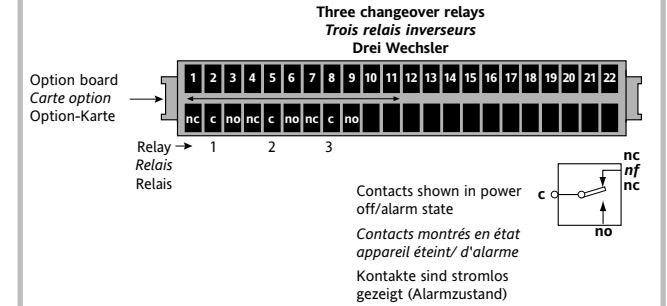 Three changeover relays
Trois relais inverseurs
Drei Wechsler
Option board
Carte option
Option-Karte
1 2 3 4 5 6 7 8 9 10 11 12 13 14 15 16 17 18 19 20 21 22
nc c no nc c no nc c no
Relay 1 2 3
Relais
Relais
Contacts shown in power
off/alarm state
Contacts montrés en état
appareil éteint/ d'alarme
Kontakte sind stromlos
gezeigt (Alarmzustand)
nc
nf
nc
c
no